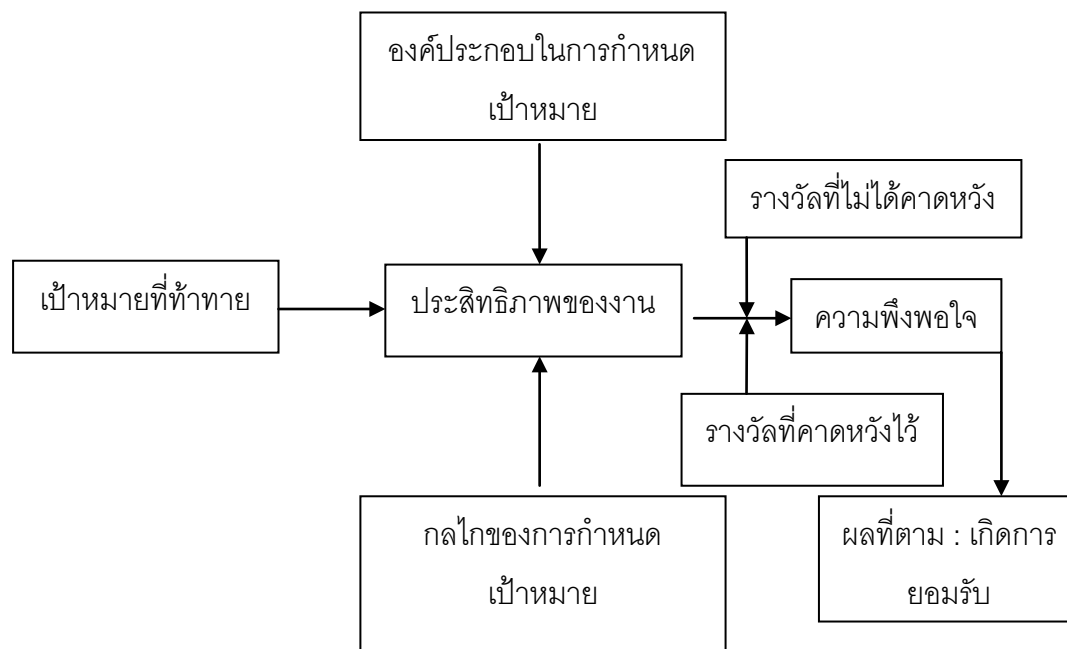 องค์ประกอบในการกำหนด
เป้าหมาย
รางวัลที่ไม่ได้คาดหวัง
เป้าหมายที่ท้าทาย
ประสิทธิภาพของงาน
ความพึงพอใจ
รางวัลที่คาดหวังไว้
กลไกของการกำหนด
เป้าหมาย
ผลที่ตาม : เกิดการ
ยอมรับ